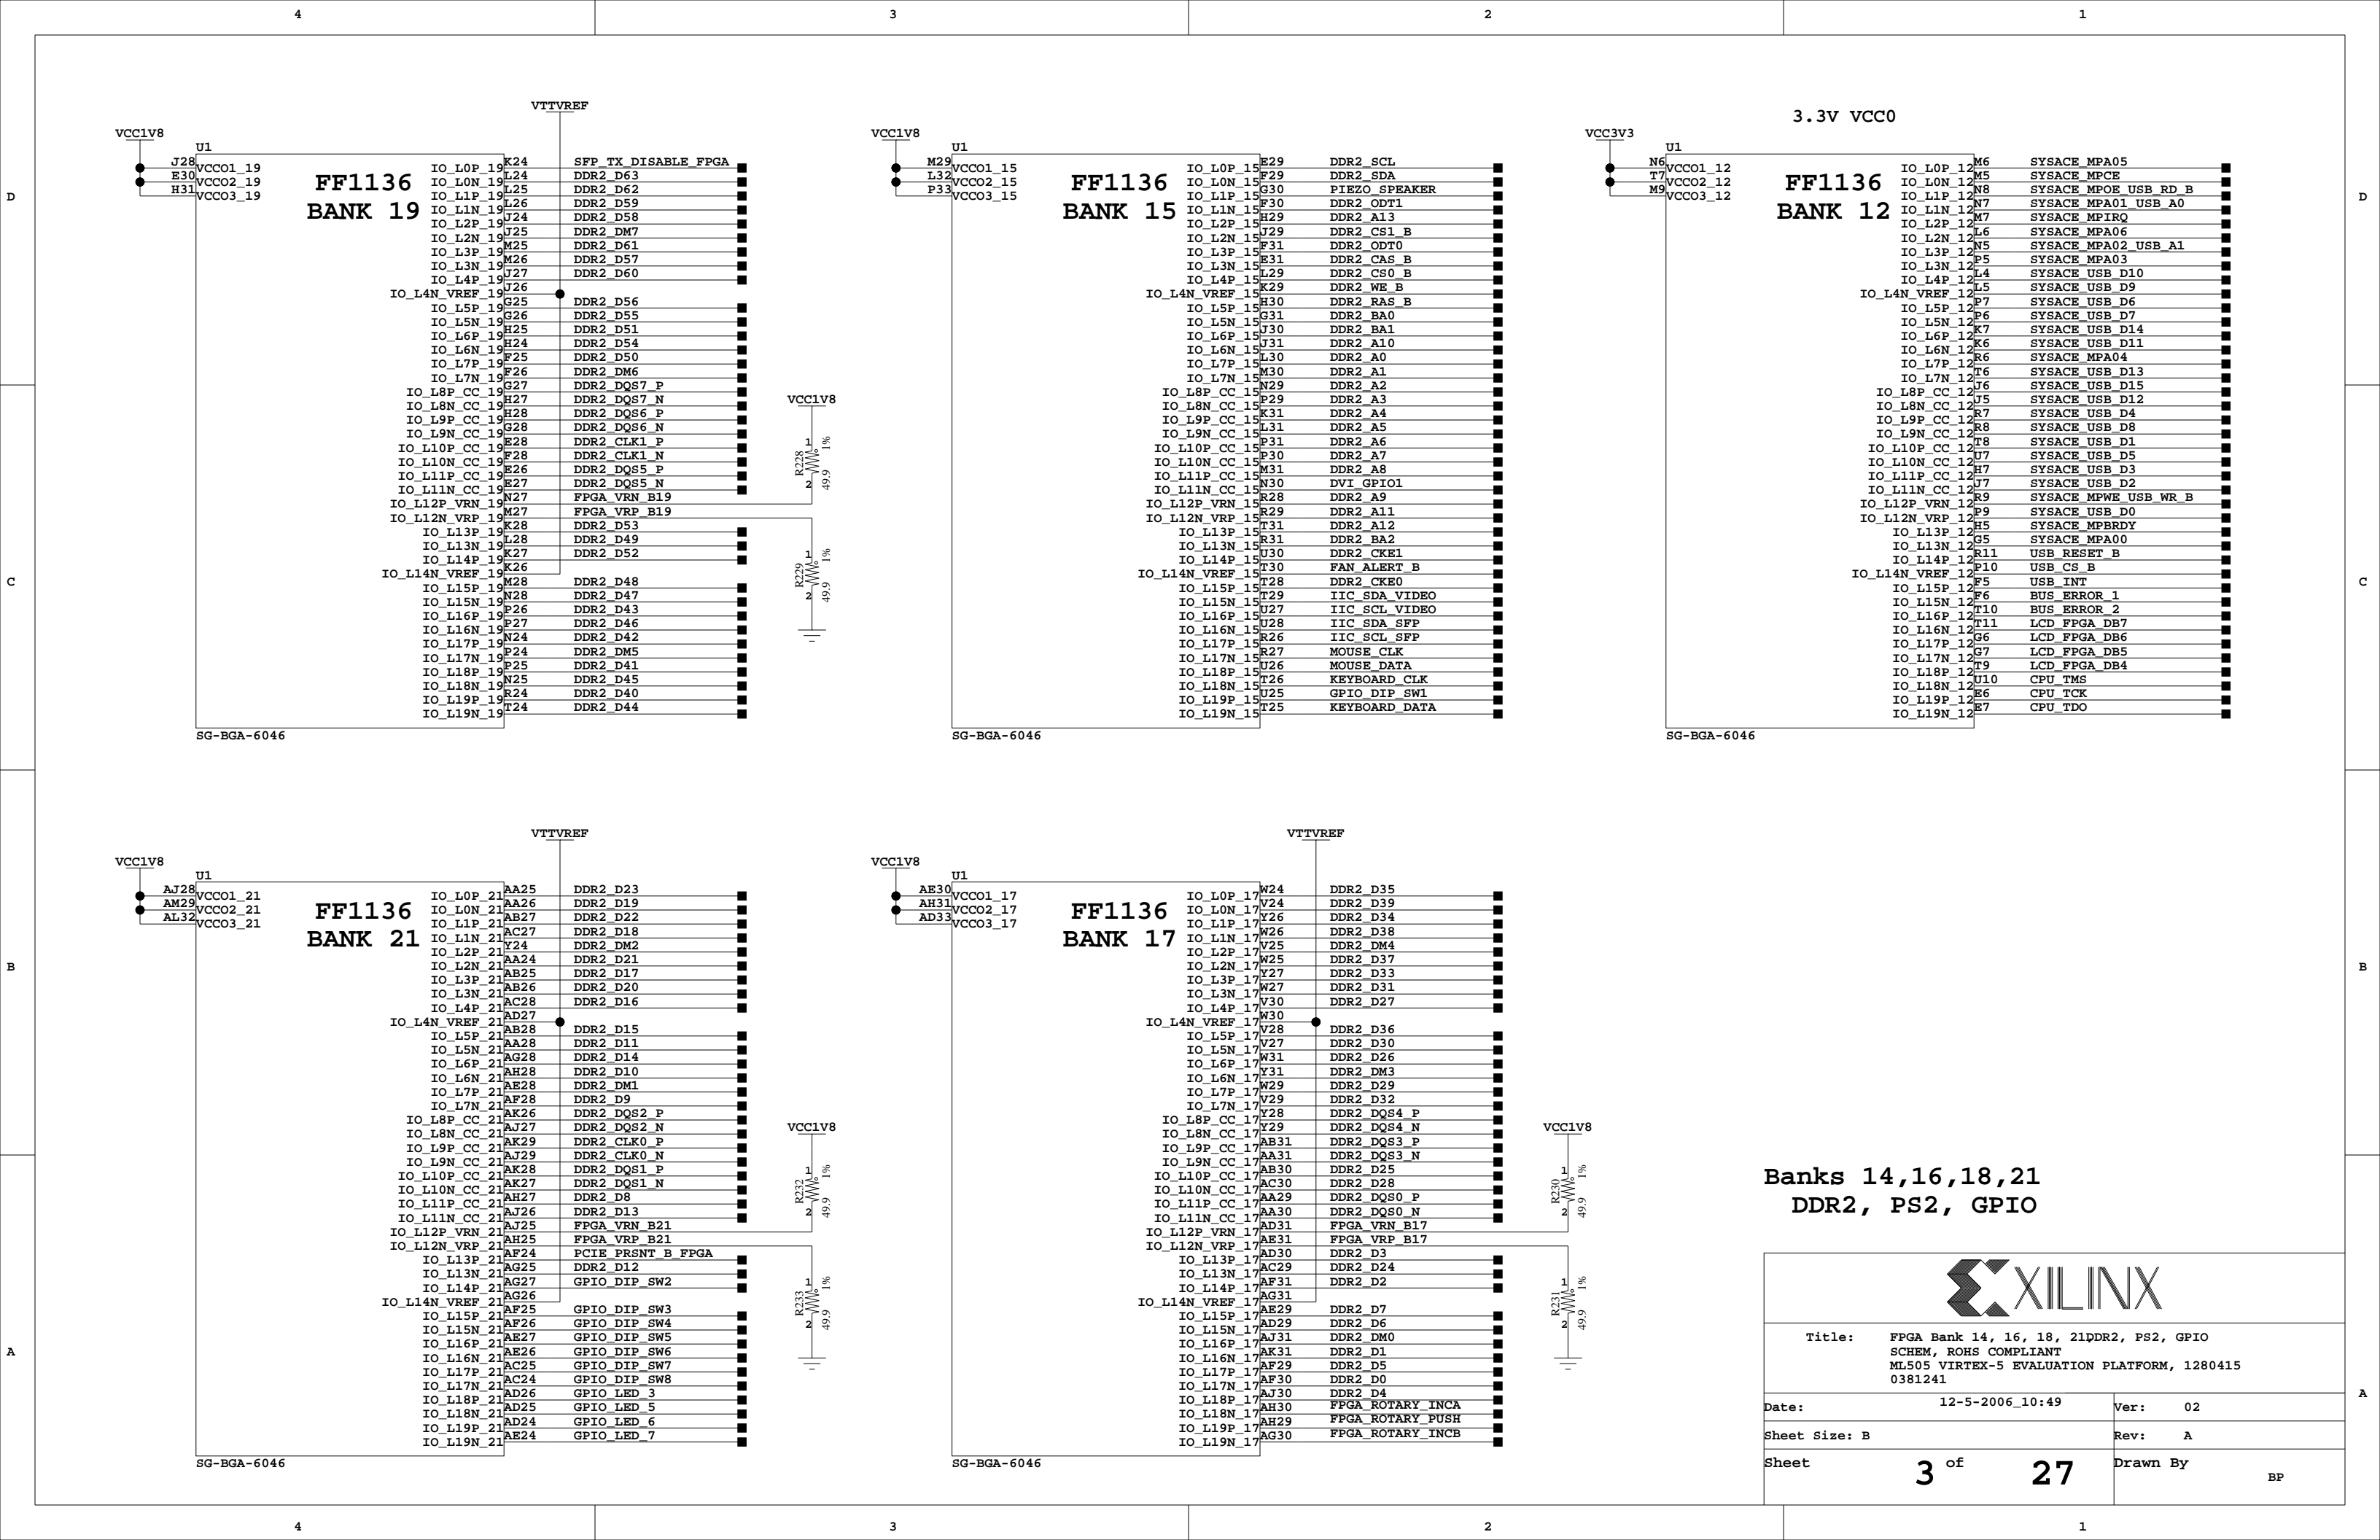 4 3 2 1
VTTVREF
3.3V VCC0
VCC1V8 VCC1V8 VCC3V3
D D
U1
FF1136
BANK 19
J28 VCCO1_19
E30 VCCO2_19
H31 VCCO3_19
IO_L0P_19 K24 SFP_TX_DISABLE_FPGA
IO_L0N_19 L24 DDR2_D63
IO_L1P_19 L25 DDR2_D62
IO_L1N_19 L26 DDR2_D59
IO_L2P_19 J24 DDR2_D58
IO_L2N_19 J25 DDR2_DM7
IO_L3P_19 M25 DDR2_D61
IO_L3N_19 M26 DDR2_D57
IO_L4P_19 J27 DDR2_D60
IO_L4N_VREF_19 J26
IO_L5P_19 G25 DDR2_D56
IO_L5N_19 G26 DDR2_D55
IO_L6P_19 H25 DDR2_D51
IO_L6N_19 H24 DDR2_D54
IO_L7P_19 F25 DDR2_D50
IO_L7N_19 F26 DDR2_DM6
IO_L8P_CC_19 G27 DDR2_DQS7_P
IO_L8N_CC_19 H27 DDR2_DQS7_N
IO_L9P_CC_19 H28 DDR2_DQS6_P
IO_L9N_CC_19 G28 DDR2_DQS6_N
IO_L10P_CC_19 E28 DDR2_CLK1_P
IO_L10N_CC_19 F28 DDR2_CLK1_N
IO_L11P_CC_19 E26 DDR2_DQS5_P
IO_L11N_CC_19 E27 DDR2_DQS5_N
IO_L12P_VRN_19 N27 FPGA_VRN_B19
IO_L12N_VRP_19 M27 FPGA_VRP_B19
IO_L13P_19 K28 DDR2_D53
IO_L13N_19 L28 DDR2_D49
IO_L14P_19 K27 DDR2_D52
IO_L14N_VREF_19 K26
IO_L15P_19 M28 DDR2_D48
IO_L15N_19 N28 DDR2_D47
IO_L16P_19 P26 DDR2_D43
IO_L16N_19 P27 DDR2_D46
IO_L17P_19 N24 DDR2_D42
IO_L17N_19 P24 DDR2_DM5
IO_L18P_19 P25 DDR2_D41
IO_L18N_19 N25 DDR2_D45
IO_L19P_19 R24 DDR2_D40
IO_L19N_19 T24 DDR2_D44
SG-BGA-6046
VCC1V8
1 R228 1% 49.9 2
1 R229 1% 49.9 2
U1
FF1136
BANK 15
M29 VCCO1_15
L32 VCCO2_15
P33 VCCO3_15
IO_L0P_15 E29 DDR2_SCL
IO_L0N_15 F29 DDR2_SDA
IO_L1P_15 G30 PIEZO_SPEAKER
IO_L1N_15 F30 DDR2_ODT1
IO_L2P_15 H29 DDR2_A13
IO_L2N_15 J29 DDR2_CS1_B
IO_L3P_15 F31 DDR2_ODT0
IO_L3N_15 E31 DDR2_CAS_B
IO_L4P_15 L29 DDR2_CS0_B
IO_L4N_VREF_15 K29 DDR2_WE_B
IO_L5P_15 H30 DDR2_RAS_B
IO_L5N_15 G31 DDR2_BA0
IO_L6P_15 J30 DDR2_BA1
IO_L6N_15 J31 DDR2_A10
IO_L7P_15 L30 DDR2_A0
IO_L7N_15 M30 DDR2_A1
IO_L8P_CC_15 N29 DDR2_A2
IO_L8N_CC_15 P29 DDR2_A3
IO_L9P_CC_15 K31 DDR2_A4
IO_L9N_CC_15 L31 DDR2_A5
IO_L10P_CC_15 P31 DDR2_A6
IO_L10N_CC_15 P30 DDR2_A7
IO_L11P_CC_15 M31 DDR2_A8
IO_L11N_CC_15 N30 DVI_GPIO1
IO_L12P_VRN_15 R28 DDR2_A9
IO_L12N_VRP_15 R29 DDR2_A11
IO_L13P_15 T31 DDR2_A12
IO_L13N_15 R31 DDR2_BA2
IO_L14P_15 U30 DDR2_CKE1
IO_L14N_VREF_15 T30 FAN_ALERT_B
IO_L15P_15 T28 DDR2_CKE0
IO_L15N_15 T29 IIC_SDA_VIDEO
IO_L16P_15 U27 IIC_SCL_VIDEO
IO_L16N_15 U28 IIC_SDA_SFP
IO_L17P_15 R26 IIC_SCL_SFP
IO_L17N_15 R27 MOUSE_CLK
IO_L18P_15 U26 MOUSE_DATA
IO_L18N_15 T26 KEYBOARD_CLK
IO_L19P_15 U25 GPIO_DIP_SW1
IO_L19N_15 T25 KEYBOARD_DATA
SG-BGA-6046
U1
FF1136
BANK 12
N6 VCCO1_12
T7 VCCO2_12
M9 VCCO3_12
IO_L0P_12 M6 SYSACE_MPA05
IO_L0N_12 M5 SYSACE_MPCE
IO_L1P_12 N8 SYSACE_MPOE_USB_RD_B
IO_L1N_12 N7 SYSACE_MPA01_USB_A0
IO_L2P_12 M7 SYSACE_MPIRQ
IO_L2N_12 L6 SYSACE_MPA06
IO_L3P_12 N5 SYSACE_MPA02_USB_A1
IO_L3N_12 P5 SYSACE_MPA03
IO_L4P_12 L4 SYSACE_USB_D10
IO_L4N_VREF_12 L5 SYSACE_USB_D9
IO_L5P_12 P7 SYSACE_USB_D6
IO_L5N_12 P6 SYSACE_USB_D7
IO_L6P_12 K7 SYSACE_USB_D14
IO_L6N_12 K6 SYSACE_USB_D11
IO_L7P_12 R6 SYSACE_MPA04
IO_L7N_12 T6 SYSACE_USB_D13
IO_L8P_CC_12 J6 SYSACE_USB_D15
IO_L8N_CC_12 J5 SYSACE_USB_D12
IO_L9P_CC_12 R7 SYSACE_USB_D4
IO_L9N_CC_12 R8 SYSACE_USB_D8
IO_L10P_CC_12 T8 SYSACE_USB_D1
IO_L10N_CC_12 U7 SYSACE_USB_D5
IO_L11P_CC_12 H7 SYSACE_USB_D3
IO_L11N_CC_12 J7 SYSACE_USB_D2
IO_L12P_VRN_12 R9 SYSACE_MPWE_USB_WR_B
IO_L12N_VRP_12 P9 SYSACE_USB_D0
IO_L13P_12 H5 SYSACE_MPBRDY
IO_L13N_12 G5 SYSACE_MPA00
IO_L14P_12 R11 USB_RESET_B
IO_L14N_VREF_12 P10 USB_CS_B
IO_L15P_12 F5 USB_INT
IO_L15N_12 F6 BUS_ERROR_1
IO_L16P_12 T10 BUS_ERROR_2
IO_L16N_12 T11 LCD_FPGA_DB7
IO_L17P_12 G6 LCD_FPGA_DB6
IO_L17N_12 G7 LCD_FPGA_DB5
IO_L18P_12 T9 LCD_FPGA_DB4
IO_L18N_12 U10 CPU_TMS
IO_L19P_12 E6 CPU_TCK
IO_L19N_12 E7 CPU_TDO
SG-BGA-6046
C C
VTTVREF VTTVREF
VCC1V8 VCC1V8
B B
U1
FF1136
BANK 21
AJ28 VCCO1_21
AM29 VCCO2_21
AL32 VCCO3_21
IO_L0P_21 AA25 DDR2_D23
IO_L0N_21 AA26 DDR2_D19
IO_L1P_21 AB27 DDR2_D22
IO_L1N_21 AC27 DDR2_D18
IO_L2P_21 Y24 DDR2_DM2
IO_L2N_21 AA24 DDR2_D21
IO_L3P_21 AB25 DDR2_D17
IO_L3N_21 AB26 DDR2_D20
IO_L4P_21 AC28 DDR2_D16
IO_L4N_VREF_21 AD27
IO_L5P_21 AB28 DDR2_D15
IO_L5N_21 AA28 DDR2_D11
IO_L6P_21 AG28 DDR2_D14
IO_L6N_21 AH28 DDR2_D10
IO_L7P_21 AE28 DDR2_DM1
IO_L7N_21 AF28 DDR2_D9
IO_L8P_CC_21 AK26 DDR2_DQS2_P
IO_L8N_CC_21 AJ27 DDR2_DQS2_N
IO_L9P_CC_21 AK29 DDR2_CLK0_P
IO_L9N_CC_21 AJ29 DDR2_CLK0_N
IO_L10P_CC_21 AK28 DDR2_DQS1_P
IO_L10N_CC_21 AK27 DDR2_DQS1_N
IO_L11P_CC_21 AH27 DDR2_D8
IO_L11N_CC_21 AJ26 DDR2_D13
IO_L12P_VRN_21 AJ25 FPGA_VRN_B21
IO_L12N_VRP_21 AH25 FPGA_VRP_B21
IO_L13P_21 AF24 PCIE_PRSNT_B_FPGA
IO_L13N_21 AG25 DDR2_D12
IO_L14P_21 AG27 GPIO_DIP_SW2
IO_L14N_VREF_21 AG26
IO_L15P_21 AF25 GPIO_DIP_SW3
IO_L15N_21 AF26 GPIO_DIP_SW4
IO_L16P_21 AE27 GPIO_DIP_SW5
IO_L16N_21 AE26 GPIO_DIP_SW6
IO_L17P_21 AC25 GPIO_DIP_SW7
IO_L17N_21 AC24 GPIO_DIP_SW8
IO_L18P_21 AD26 GPIO_LED_3
IO_L18N_21 AD25 GPIO_LED_5
IO_L19P_21 AD24 GPIO_LED_6
IO_L19N_21 AE24 GPIO_LED_7
SG-BGA-6046
VCC1V8
1 R232 1% 49.9 2
1 R233 1% 49.9 2
U1
FF1136
BANK 17
AE30 VCCO1_17
AH31 VCCO2_17
AD33 VCCO3_17
IO_L0P_17 W24 DDR2_D35
IO_L0N_17 V24 DDR2_D39
IO_L1P_17 Y26 DDR2_D34
IO_L1N_17 W26 DDR2_D38
IO_L2P_17 V25 DDR2_DM4
IO_L2N_17 W25 DDR2_D37
IO_L3P_17 Y27 DDR2_D33
IO_L3N_17 W27 DDR2_D31
IO_L4P_17 V30 DDR2_D27
IO_L4N_VREF_17 W30
IO_L5P_17 V28 DDR2_D36
IO_L5N_17 V27 DDR2_D30
IO_L6P_17 W31 DDR2_D26
IO_L6N_17 Y31 DDR2_DM3
IO_L7P_17 W29 DDR2_D29
IO_L7N_17 V29 DDR2_D32
IO_L8P_CC_17 Y28 DDR2_DQS4_P
IO_L8N_CC_17 Y29 DDR2_DQS4_N
IO_L9P_CC_17 AB31 DDR2_DQS3_P
IO_L9N_CC_17 AA31 DDR2_DQS3_N
IO_L10P_CC_17 AB30 DDR2_D25
IO_L10N_CC_17 AC30 DDR2_D28
IO_L11P_CC_17 AA29 DDR2_DQS0_P
IO_L11N_CC_17 AA30 DDR2_DQS0_N
IO_L12P_VRN_17 AD31 FPGA_VRN_B17
IO_L12N_VRP_17 AE31 FPGA_VRP_B17
IO_L13P_17 AD30 DDR2_D3
IO_L13N_17 AC29 DDR2_D24
IO_L14P_17 AF31 DDR2_D2
IO_L14N_VREF_17 AG31
IO_L15P_17 AE29 DDR2_D7
IO_L15N_17 AD29 DDR2_D6
IO_L16P_17 AJ31 DDR2_DM0
IO_L16N_17 AK31 DDR2_D1
IO_L17P_17 AF29 DDR2_D5
IO_L17N_17 AF30 DDR2_D0
IO_L18P_17 AJ30 DDR2_D4
IO_L18N_17 AH30 FPGA_ROTARY_INCA
IO_L19P_17 AH29 FPGA_ROTARY_PUSH
IO_L19N_17 AG30 FPGA_ROTARY_INCB
SG-BGA-6046
VCC1V8
1 R230 1% 49.9 2
1 R231 1% 49.9 2
Banks 14,16,18,21
DDR2, PS2, GPIO
XILINX
A A
Title: FPGA Bank 14, 16, 18, 21,DDR2, PS2, GPIO
SCHEM, ROHS COMPLIANT
ML505 VIRTEX-5 EVALUATION PLATFORM, 1280415
0381241
Date: 12-5-2006_10:49 Ver: 02
Sheet Size: B Rev: A
Sheet 3 of 27 Drawn By BP
4 3 2 1